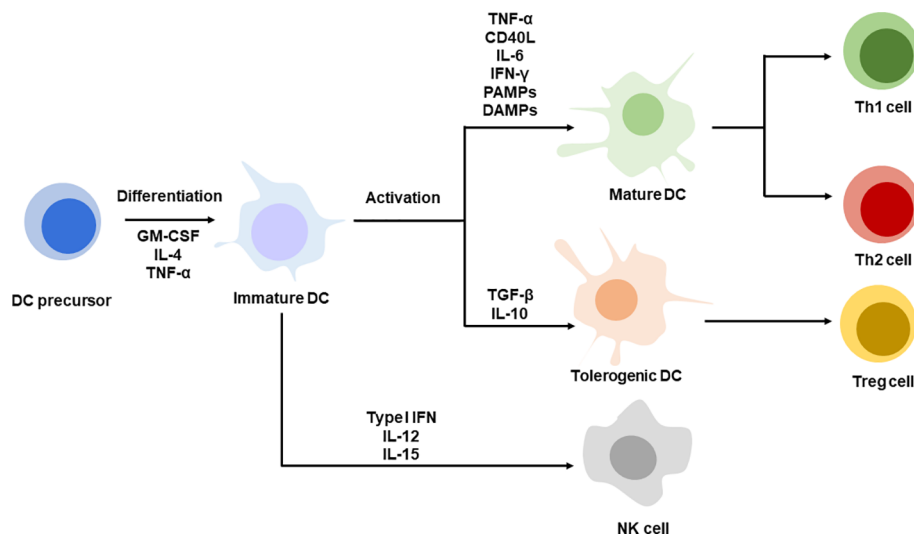 DC precursor
Differentiation
GM-CSF
IL-4
TNF-α
Immature DC
Activation
TNF-α
CD40L
IL-6
IFN-γ
PAMPs
DAMPs
Mature DC
Th1 cell
Th2 cell
TGF-β
IL-10
Tolerogenic DC
Treg cell
Type I IFN
IL-12
IL-15
NK cell